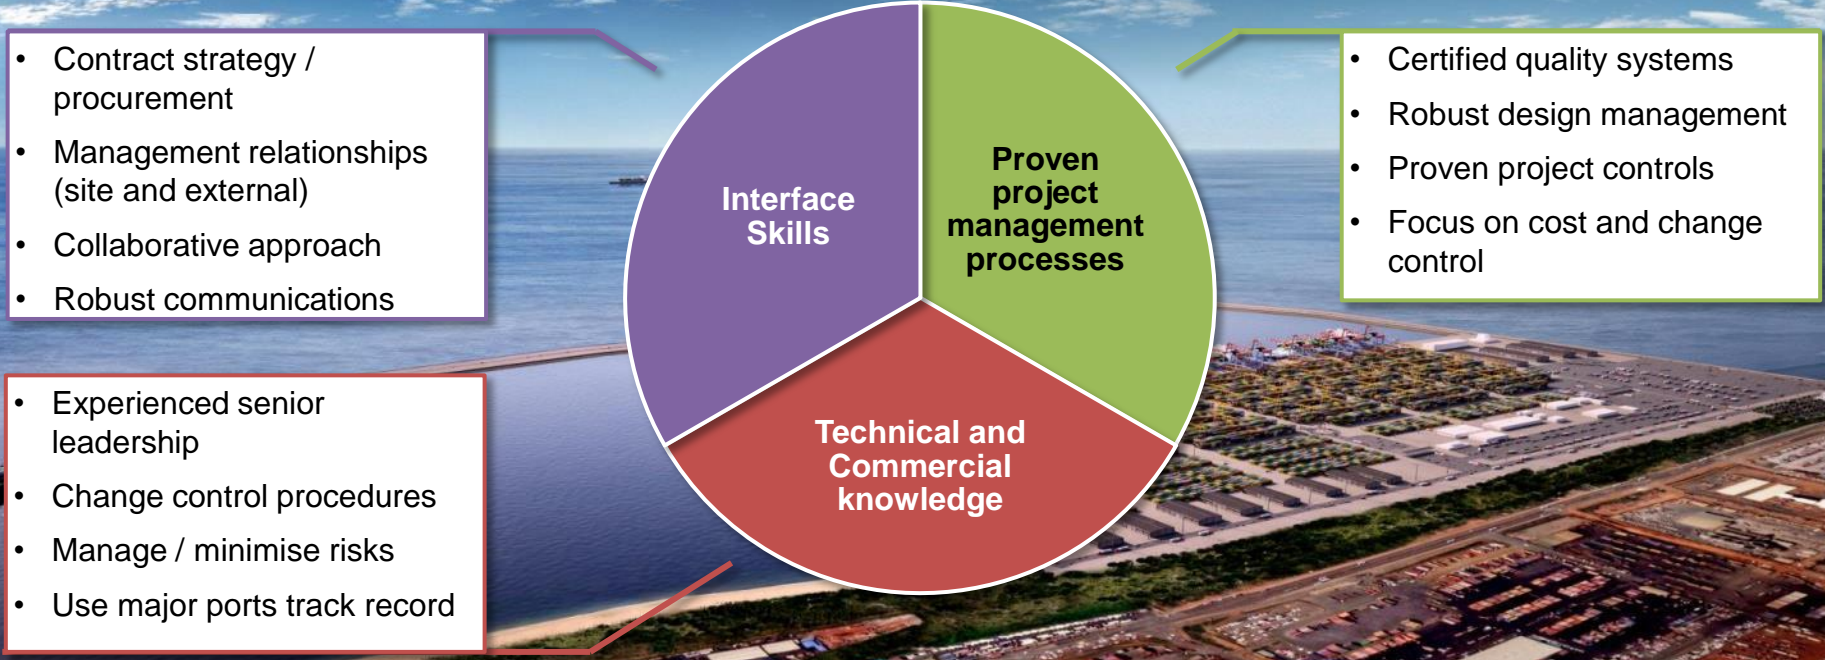 • Contract strategy /
procurement
• Management relationships
(site and external)
• Collaborative approach
• Robust communications
Interface
Skills
Proven
project
management
processes
• Certified quality systems
• Robust design management
• Proven project controls
• Focus on cost and change
control
• Experienced senior
leadership
• Change control procedures
• Manage / minimise risks
• Use major ports track record
Technical and
Commercial
knowledge